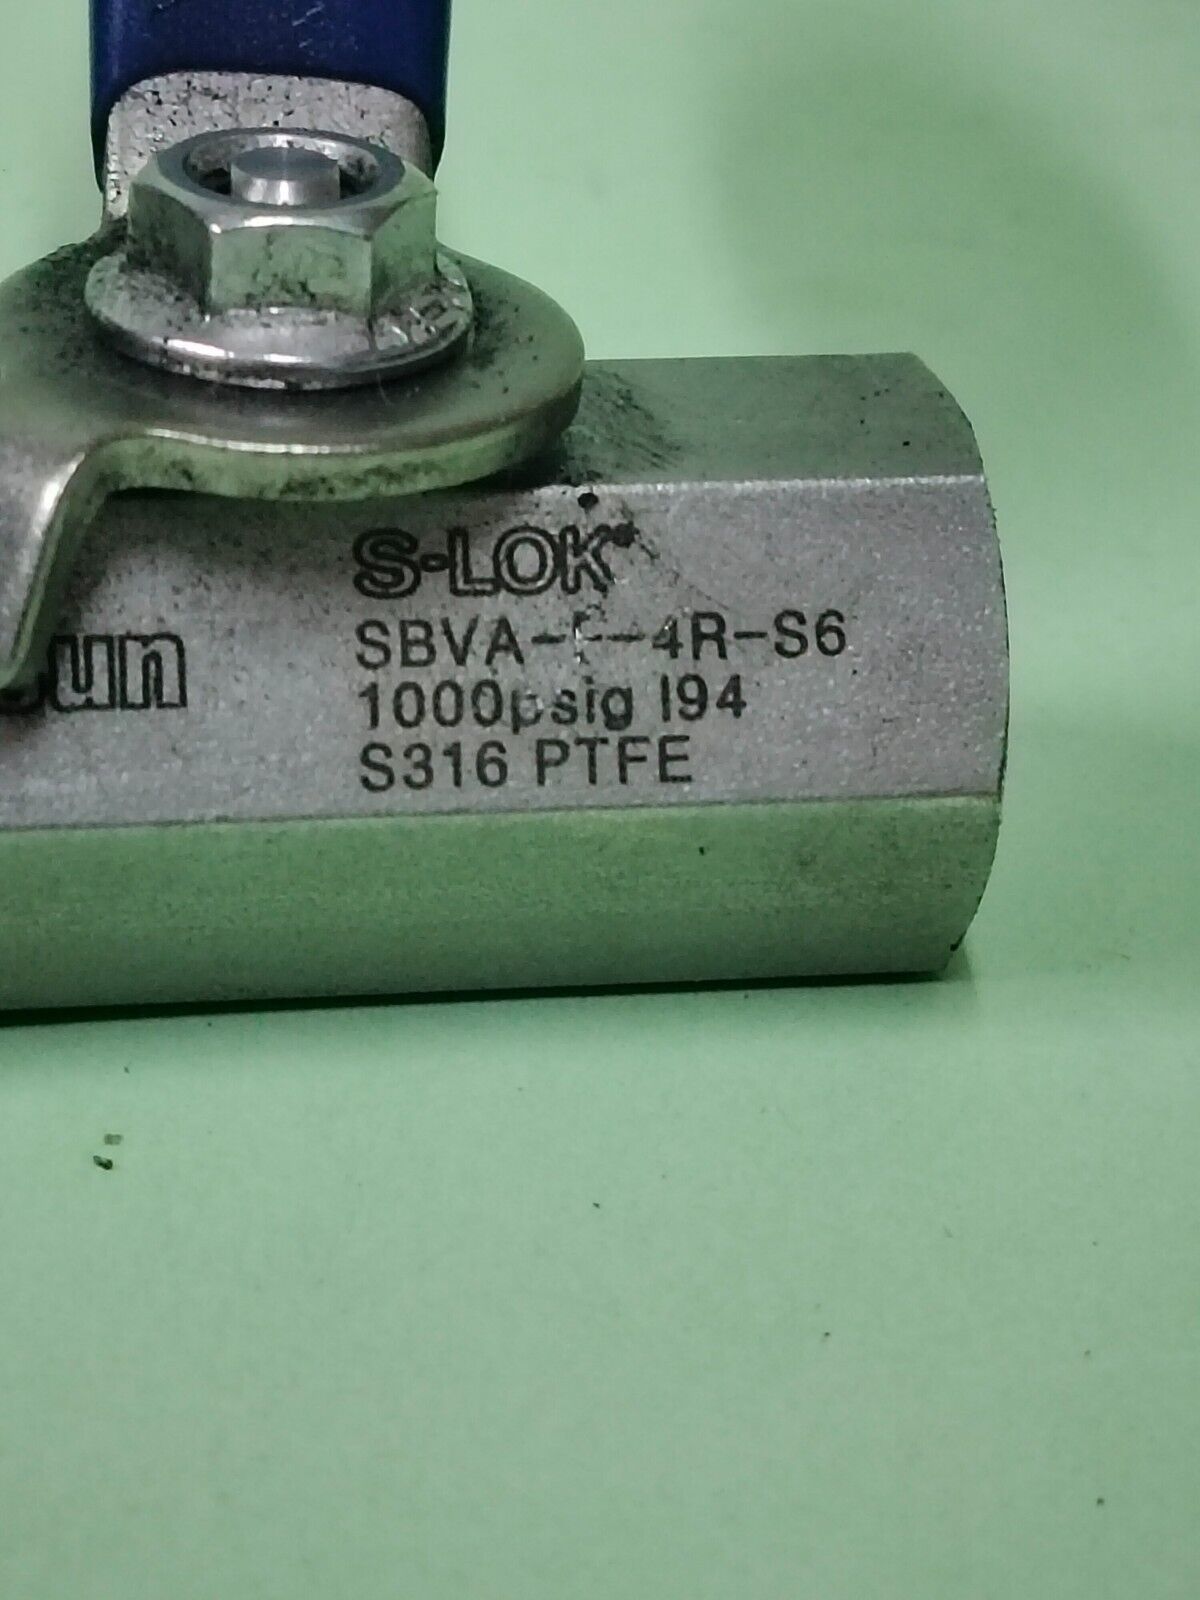 S-LOK
SBVA-F-4R-S6
1000psig I94
S316 PTFE